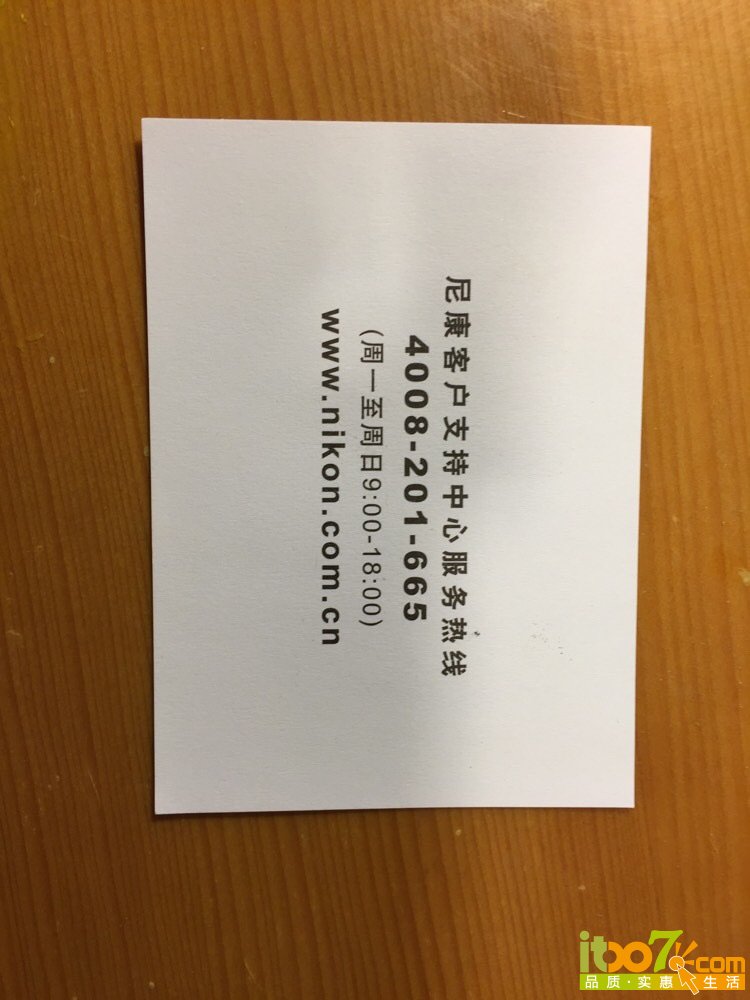 尼康客户支持中心服务热线
4008-201-665
(周一至周日9:00-18:00)
www.nikon.com.cn
itoo7.com
品质·实惠·生活